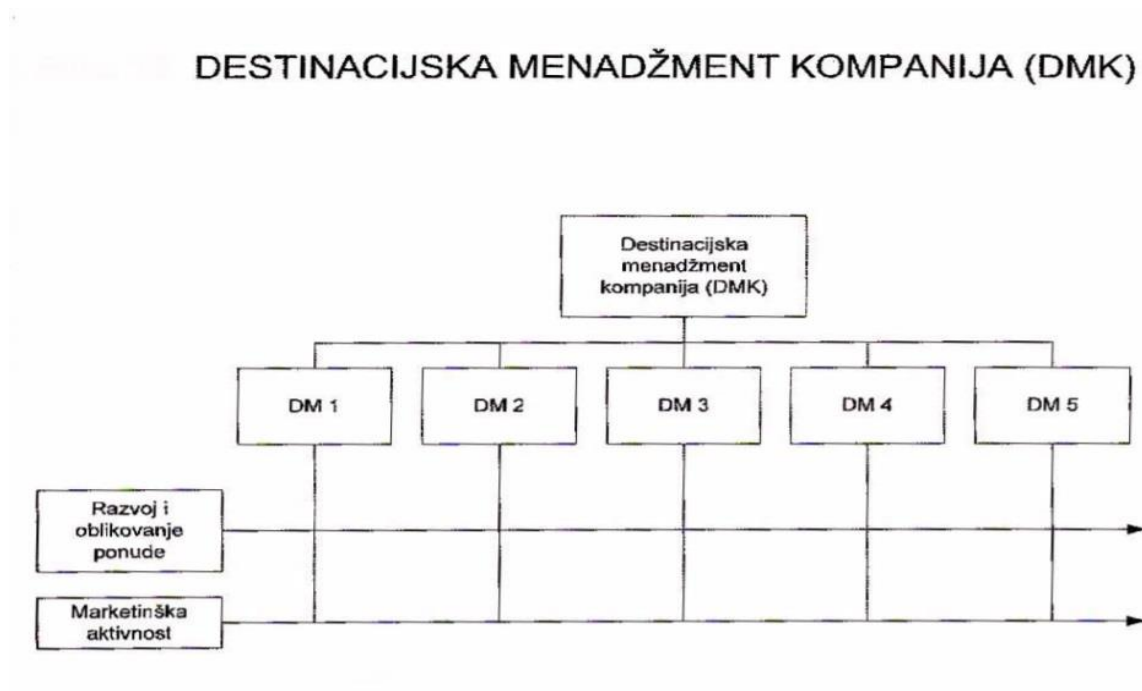 DESTINACIJSKA MENADŽMENT KOMPANIJA (DMK)
Destinacijska
menadžment
kompanija (DMK)
DM 1
DM 2
DM 3
DM 4
DM 5
Razvoj i
oblikovanje
ponude
Marketinška
aktivnost